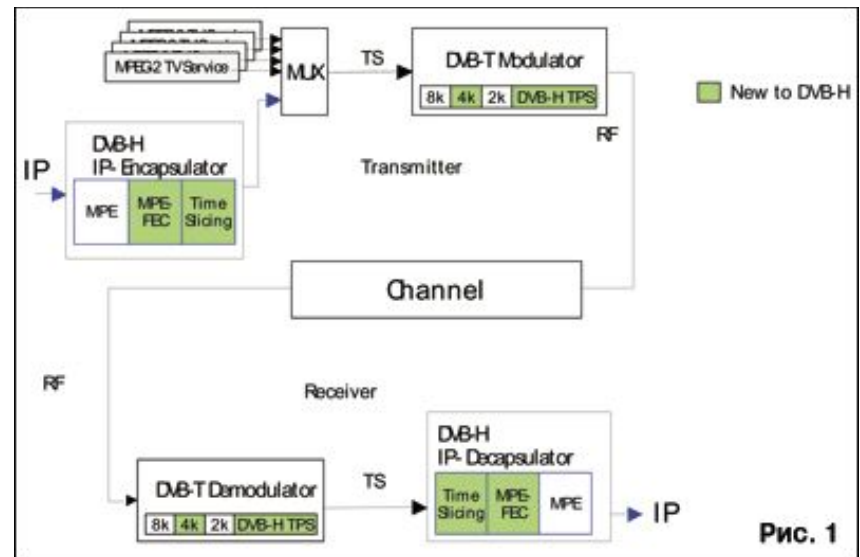 MPEG2 TV Service
MUX
TS
DVB-T Modulator
8k 4k 2k DVB-H TPS
New to DVB-H
RF
DVB-H
IP- Encapsulator
IP
MPE
MPE-
FEC
Time
Slicing
Transmitter
Channel
RF
Receiver
DVB-H
IP- Decapsulator
Time
Slicing
MPE-
FEC
MPE
IP
TS
DVB-T Demodulator
8k 4k 2k DVB-H TPS
Рис. 1